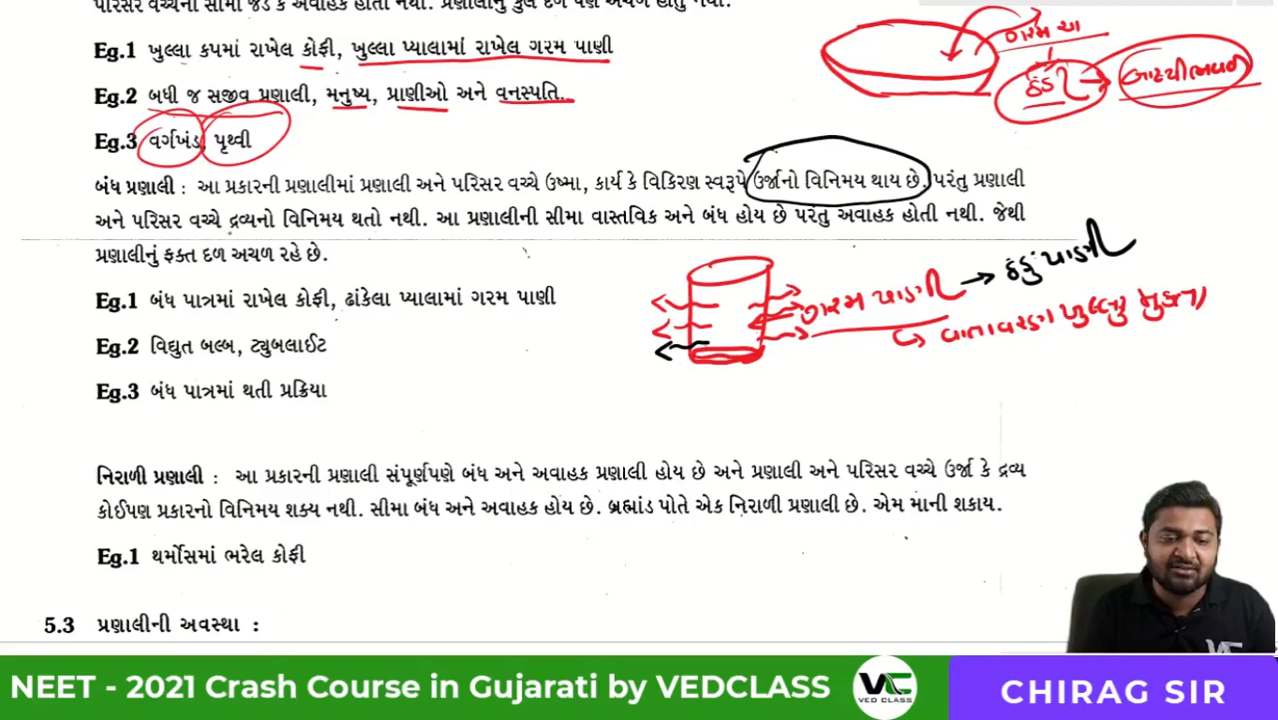 પરિસર વચ્ચેની સીમા જડ કે અવાહક હોતી નથી. પ્રણાલીનું કુલ દળ પણ અચળ હોતું નથી.
Eg.1 ખુલ્લા કપમાં રાખેલ કોફી, ખુલ્લા પ્યાલામાં રાખેલ ગરમ પાણી
ગરમ ચા
Eg.2 બધી જ સજીવ પ્રણાલી, મનુષ્ય, પ્રાણીઓ અને વનસ્પતિ.
ઠંડી
Eg.3 વર્ગખંડ, પૃથ્વી
બંધ પ્રણાલી : આ પ્રકારની પ્રણાલીમાં પ્રણાલી અને પરિસર વચ્ચે ઉષ્મા, કાર્ય કે વિકિરણ સ્વરૂપે ઉર્જાનો વિનિમય થાય છે. પરંતુ પ્રણાલી
અને પરિસર વચ્ચે દ્રવ્યનો વિનિમય થતો નથી. આ પ્રણાલીની સીમા વાસ્તવિક અને બંધ હોય છે પરંતુ અવાહક હોતી નથી. જેથી
પ્રણાલીનું ફક્ત દળ અચળ રહે છે.
Eg.1 બંધ પાત્રમાં રાખેલ કોફી, ઢાંકેલા પ્યાલામાં ગરમ પાણી
ગરમ પાણી → ઠંડું પાણી
વાતાવરણ ખુલ્લુ મુકતા
Eg.2 વિદ્યુત બલ્બ, ટ્યુબલાઈટ
Eg.3 બંધ પાત્રમાં થતી પ્રક્રિયા
નિરાળી પ્રણાલી : આ પ્રકારની પ્રણાલી સંપૂર્ણપણે બંધ અને અવાહક પ્રણાલી હોય છે અને પ્રણાલી અને પરિસર વચ્ચે ઉર્જા કે દ્રવ્ય
કોઈપણ પ્રકારનો વિનિમય શક્ય નથી. સીમા બંધ અને અવાહક હોય છે. બ્રહ્માંડ પોતે એક નિરાળી પ્રણાલી છે. એમ માની શકાય.
Eg.1 થર્મોસમાં ભરેલ કોફી
5.3 પ્રણાલીની અવસ્થા :
NEET - 2021 Crash Course in Gujarati by VEDCLASS
VC
VED CLASS
CHIRAG SIR